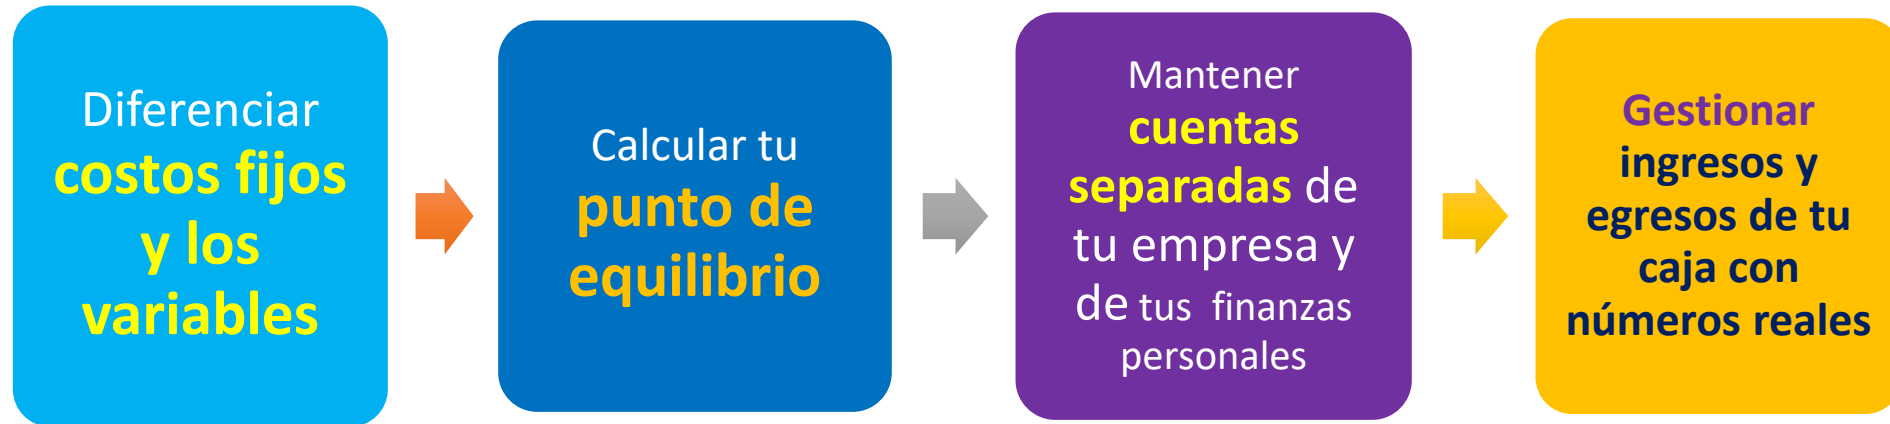 Diferenciar
costos fijos
y los
variables
Calcular tu
punto de
equilibrio
Mantener
cuentas
separadas de
tu empresa y
de tus finanzas
personales
Gestionar
ingresos y
egresos de tu
caja con
números reales